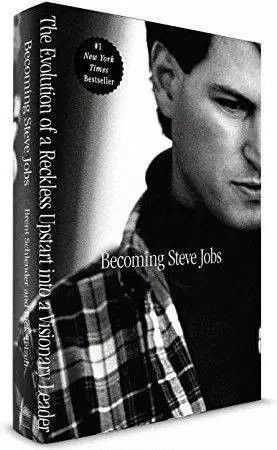 #1
New York
Times
Bestseller
Becoming Steve Jobs
The Evolution of a Reckless Upstart into a Visionary Leader
Becoming Steve Jobs
Brent Schlender and